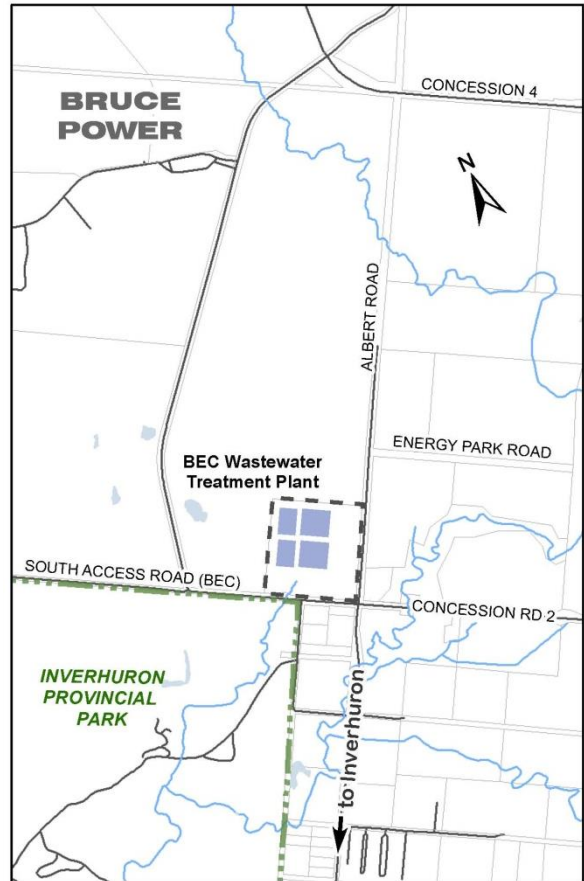 CONCESSION 4
BRUCE
POWER
N
ALBERT ROAD
ENERGY PARK ROAD
BEC Wastewater
Treatment Plant
SOUTH ACCESS ROAD (BEC)
CONCESSION RD 2
INVERHURON
PROVINCIAL
PARK
to Inverhuron